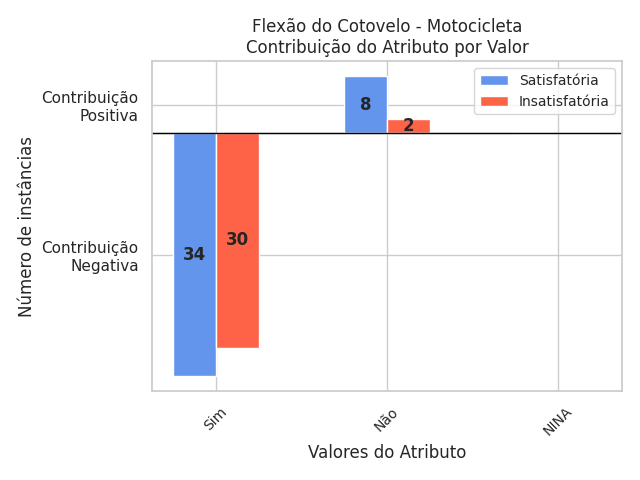 Flexão do Cotovelo - Motocicleta
Contribuição do Atributo por Valor
Satisfatória
Insatisfatória
Contribuição
Positiva
Contribuição
Negativa
Número de instâncias
8
2
34
30
Sim
Não
NINA
Valores do Atributo